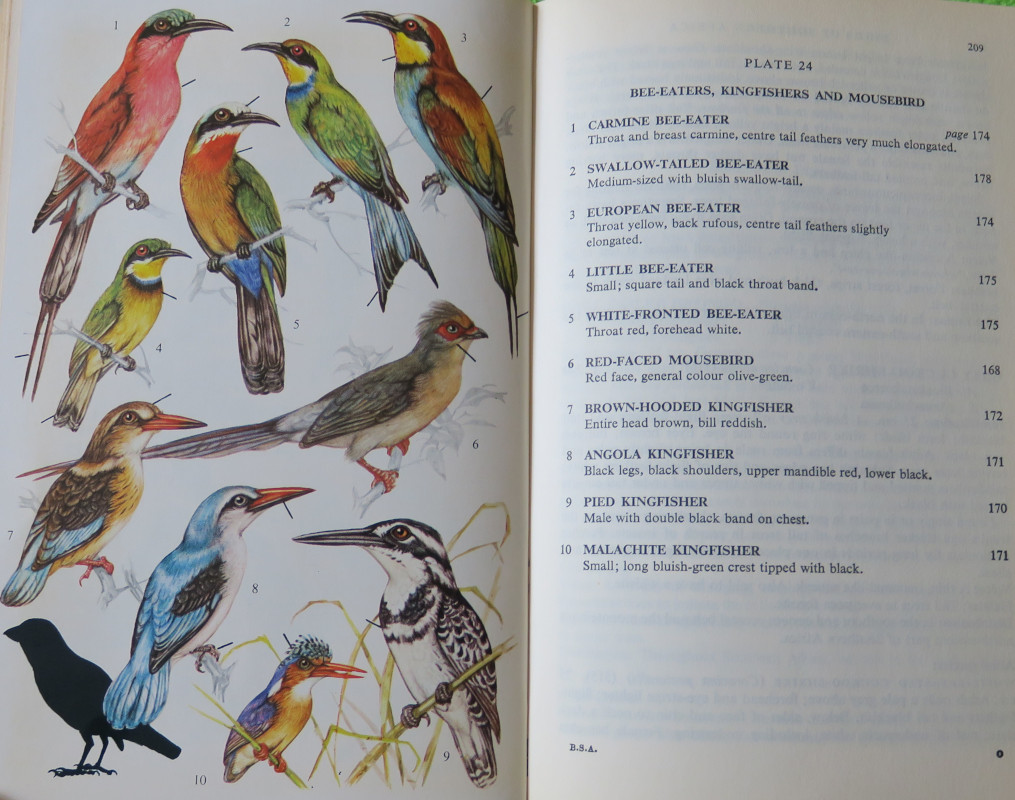 1
2
3
4
5
6
7
8
9
10
209
PLATE 24
BEE-EATERS, KINGFISHERS AND MOUSEBIRD
1 CARMINE BEE-EATER page 174
Throat and breast carmine, centre tail feathers very much elongated.
2 SWALLOW-TAILED BEE-EATER 178
Medium-sized with bluish swallow-tail.
3 EUROPEAN BEE-EATER 174
Throat yellow, back rufous, centre tail feathers slightly
elongated.
4 LITTLE BEE-EATER 175
Small; square tail and black throat band.
5 WHITE-FRONTED BEE-EATER 175
Throat red, forehead white.
6 RED-FACED MOUSEBIRD 168
Red face, general colour olive-green.
7 BROWN-HOODED KINGFISHER 172
Entire head brown, bill reddish.
8 ANGOLA KINGFISHER 171
Black legs, black shoulders, upper mandible red, lower black.
9 PIED KINGFISHER 170
Male with double black band on chest.
10 MALACHITE KINGFISHER 171
Small; long bluish-green crest tipped with black.
B.S.A. O